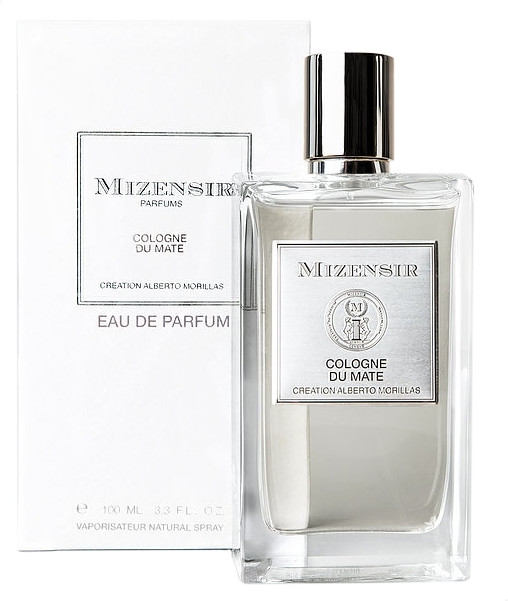 MIZENSIR
PARFUMS
COLOGNE
DU MATE
CREATION ALBERTO MORILLAS
EAU DE PARFUM
℮ 100 ML 3.3 FL. OZ.
VAPORISATEUR NATURAL SPRAY
MIZENSIR
M
COLOGNE
DU MATE
CREATION ALBERTO MORILLAS